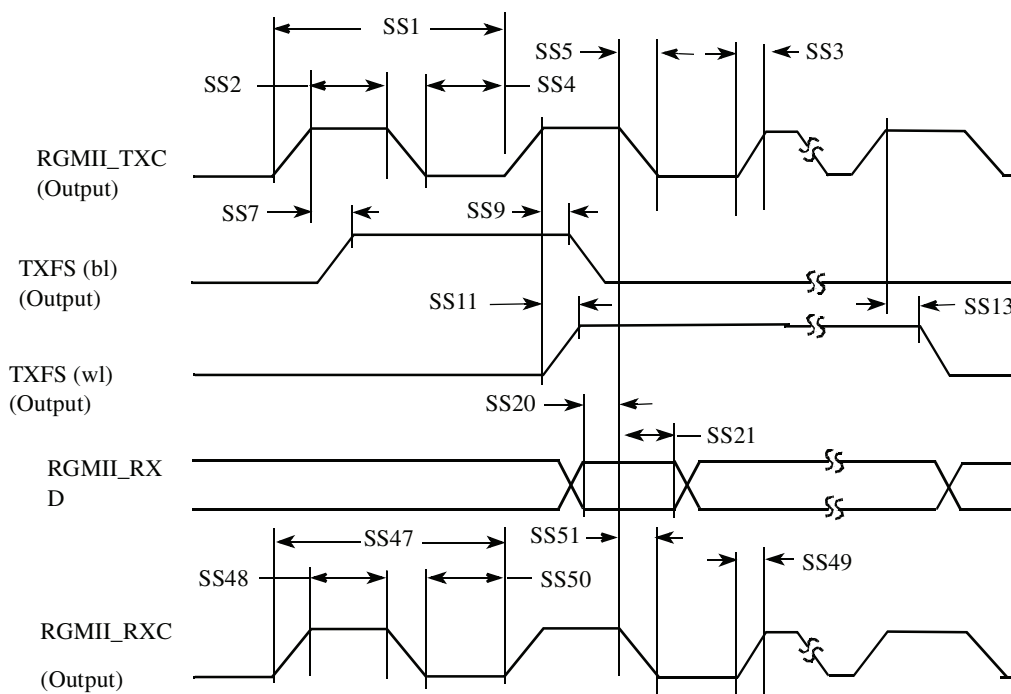 SS1
SS5
SS3
SS2
SS4
RGMII_TXC
(Output)
SS7
SS9
TXFS (bl)
(Output)
SS11
SS13
TXFS (wl)
(Output)
SS20
SS21
RGMII_RX
D
SS47
SS51
SS48
SS50
SS49
RGMII_RXC
(Output)